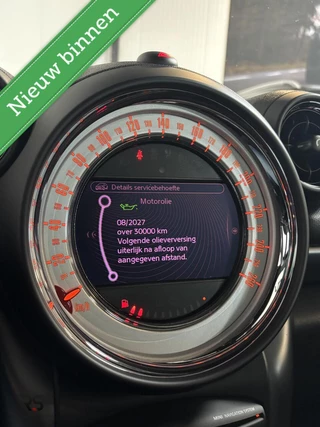 Nieuw binnen
Details servicebehoefte
Motorolie
08/2027
over 30000 km
Volgende olieverversing
uiterlijk na afloop van
aangegeven afstand.